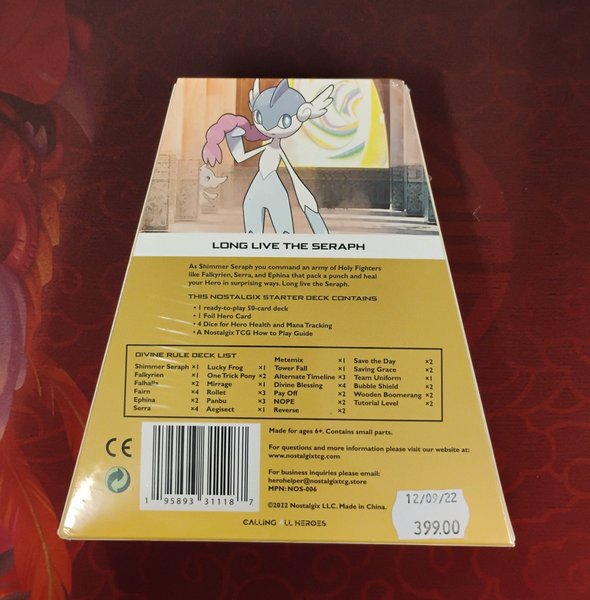 LONG LIVE THE SERAPH
As Shimmer Seraph you command an army of Holy Fighters
like Falkyrien, Serra, and Ephina that pack a punch and heal
your Hero in surprising ways. Long live the Seraph.
THIS NOSTALGIX STARTER DECK CONTAINS
• 1 ready-to-play 50-card deck
• 1 Foil Hero Card
• 4 Dice for Hero Health and Mana Tracking
• A Nostalgix TCG How to Play Guide
DIVINE RULE DECK LIST
Shimmer Seraph ×1
Falkyrien ×1
Falhalla ×2
Fairn ×4
Ephina ×2
Serra ×4
Lucky Frog ×1
One Trick Pony ×2
Mirrage ×1
Rollet ×3
Panbu ×3
Aegisect ×1
Metemix ×1
Tower Fall ×1
Alternate Timeline ×3
Divine Blessing ×4
Pay Off ×2
NOPE ×2
Reverse ×2
Save the Day ×2
Saving Grace ×2
Team Uniform ×1
Bubble Shield ×2
Wooden Boomerang ×2
Tutorial Level ×2
Made for ages 6+. Contains small parts.
For questions and more information please visit our website at:
www.nostalgixtcg.com
For business inquiries please email:
herohelper@nostalgixtcg.store
MPN: NOS-006
©2022 Nostalgix LLC. Made in China.
CALLING ALL HEROES
CE
1 95893 31118 7
12/09/22
399.00